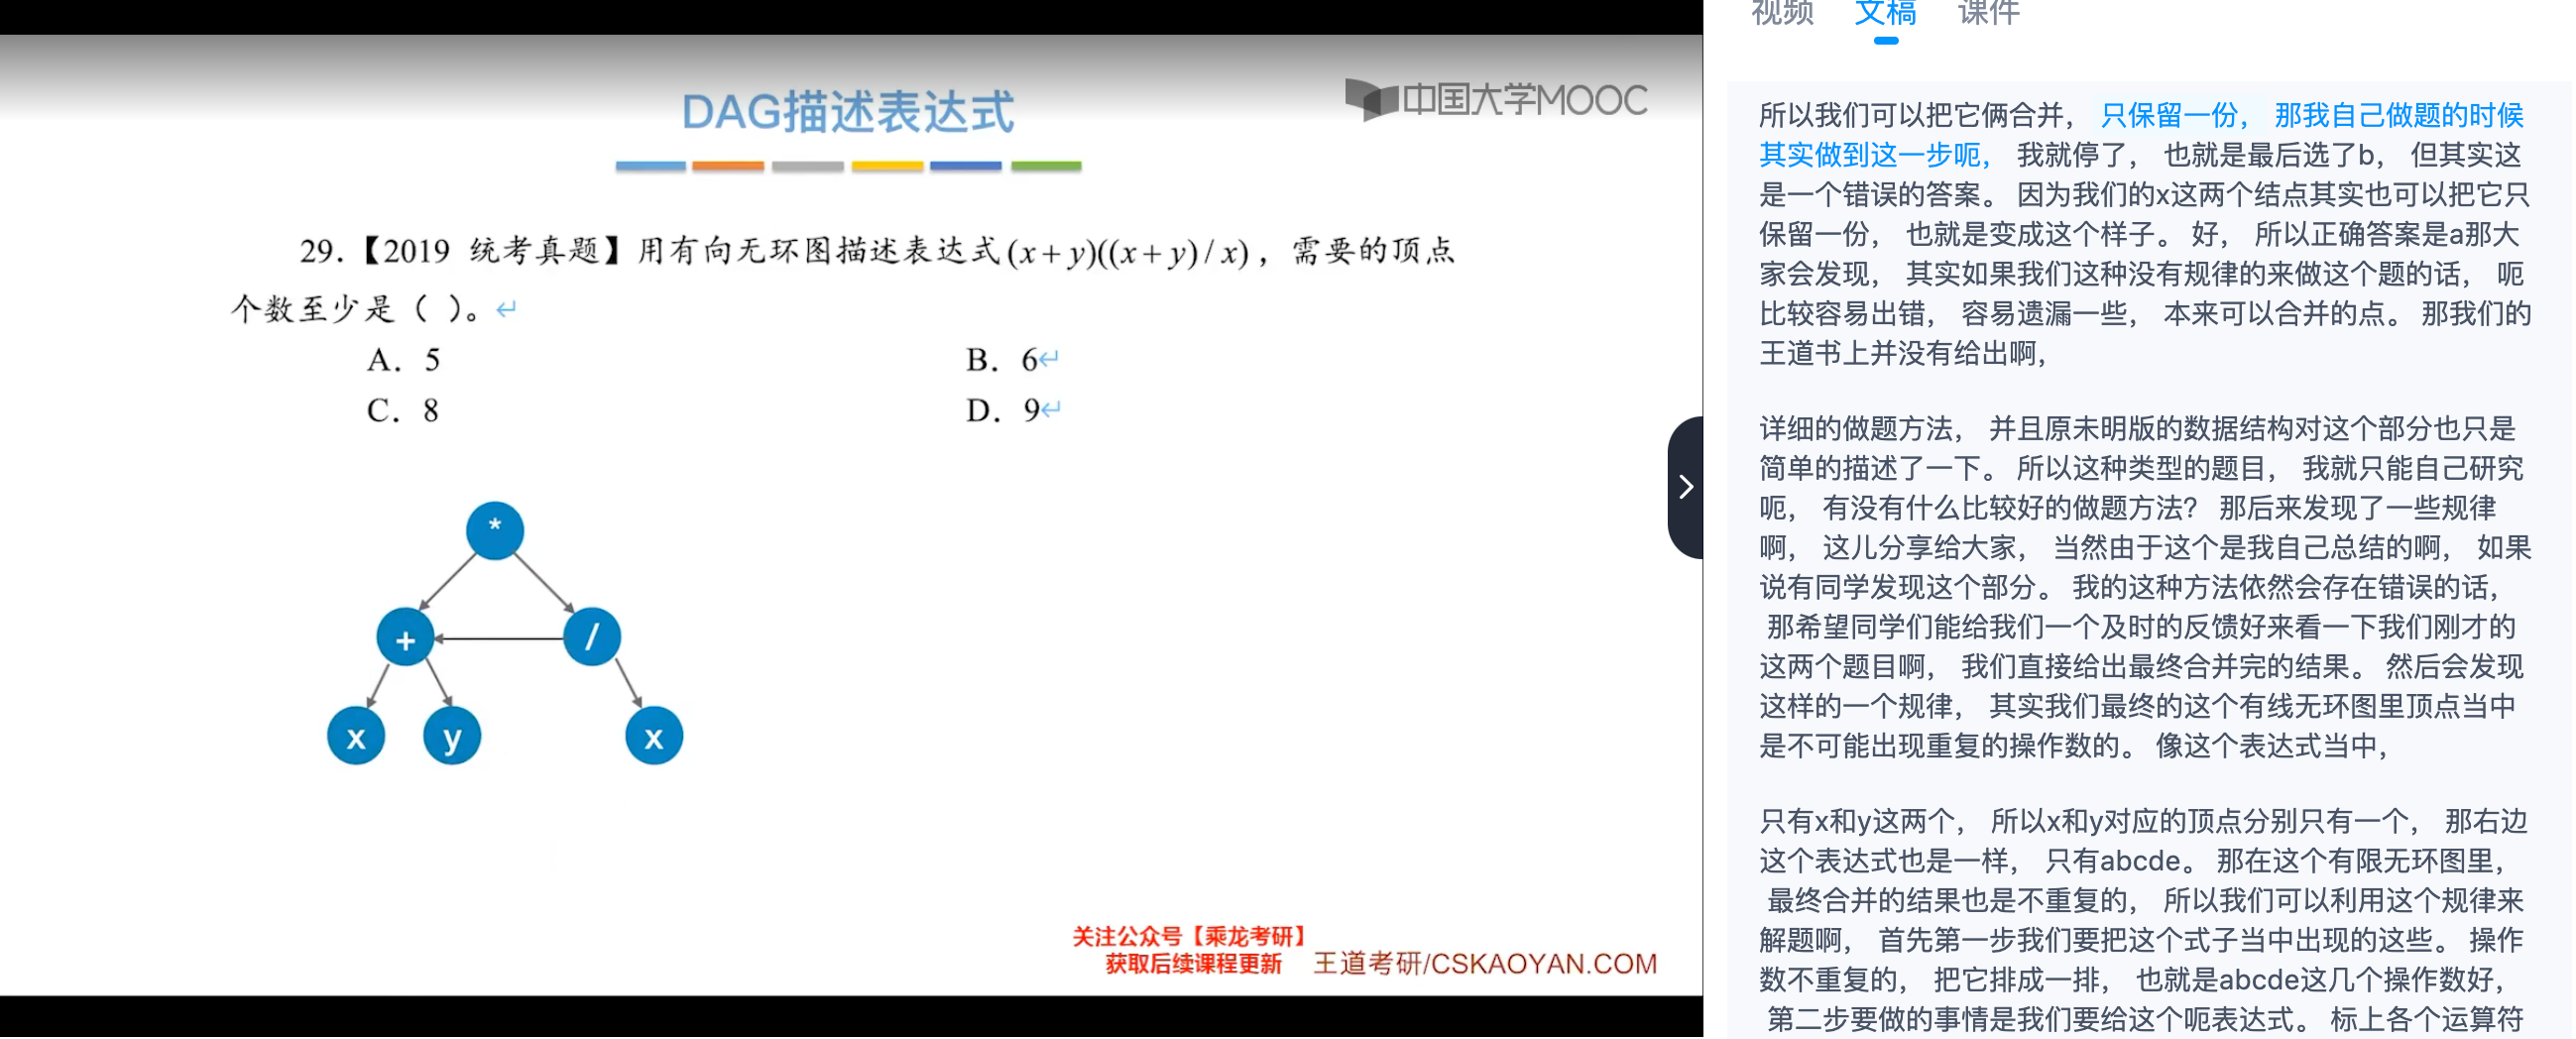 DAG描述表达式
中国大学MOOC
29.【2019 统考真题】用有向无环图描述表达式(x+y)((x+y)/x)，需要的顶点
个数至少是（ ）。↵
A. 5
B. 6↵
C. 8
D. 9↵
*
+
/
x
y
x
关注公众号【乘龙考研】
获取后续课程更新
王道考研/CSKAOYAN.COM
视频 文稿 课件
所以我们可以把它俩合并， 只保留一份， 那我自己做题的时候
其实做到这一步呃， 我就停了， 也就是最后选了b， 但其实这
是一个错误的答案。 因为我们的x这两个结点其实也可以把它只
保留一份， 也就是变成这个样子。 好， 所以正确答案是a那大
家会发现， 其实如果我们这种没有规律的来做这个题的话， 呃
比较容易出错， 容易遗漏一些， 本来可以合并的点。 那我们的
王道书上并没有给出啊，
详细的做题方法， 并且原未明版的数据结构对这个部分也只是
简单的描述了一下。 所以这种类型的题目， 我就只能自己研究
呃， 有没有什么比较好的做题方法? 那后来发现了一些规律
啊， 这儿分享给大家， 当然由于这个是我自己总结的啊， 如果
说有同学发现这个部分。 我的这种方法依然会存在错误的话，
那希望同学们能给我们一个及时的反馈好来看一下我们刚才的
这两个题目啊， 我们直接给出最终合并完的结果。 然后会发现
这样的一个规律， 其实我们最终的这个有线无环图里顶点当中
是不可能出现重复的操作数的。 像这个表达式当中，
只有x和y这两个， 所以x和y对应的顶点分别只有一个， 那右边
这个表达式也是一样， 只有abcde。 那在这个有限无环图里，
最终合并的结果也是不重复的， 所以我们可以利用这个规律来
解题啊， 首先第一步我们要把这个式子当中出现的这些。 操作
数不重复的， 把它排成一排， 也就是abcde这几个操作数好，
第二步要做的事情是我们要给这个呃表达式。 标上各个运算符